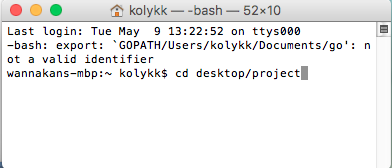 kolykk — -bash — 52×10
Last login: Tue May  9 13:22:52 on ttys000
-bash: export: `GOPATH/Users/kolykk/Documents/go': n
ot a valid identifier
wannakans-mbp:~ kolykk$ cd desktop/project